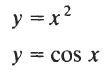 y = x²
y = cos x